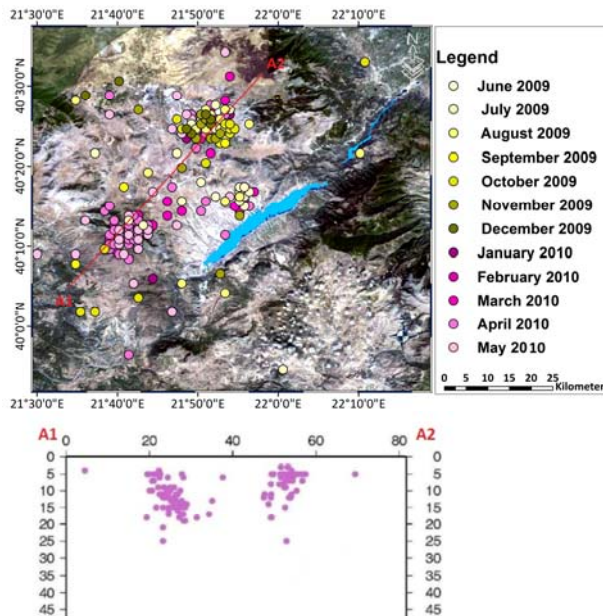 21°30'0"E 21°40'0"E 21°50'0"E 22°0'0"E 22°10'0"E
40°30'0"N
40°20'0"N
40°10'0"N
40°0'0"N
A2
A1
N
Legend
June 2009
July 2009
August 2009
September 2009
October 2009
November 2009
December 2009
January 2010
February 2010
March 2010
April 2010
May 2010
0 5 10 15 20 25 Kilometer
21°30'0"E 21°40'0"E 21°50'0"E 22°0'0"E 22°10'0"E
A1 0 20 40 60 80 A2
0 0
5 5
10 10
15 15
20 20
25 25
30 30
35 35
40 40
45 45